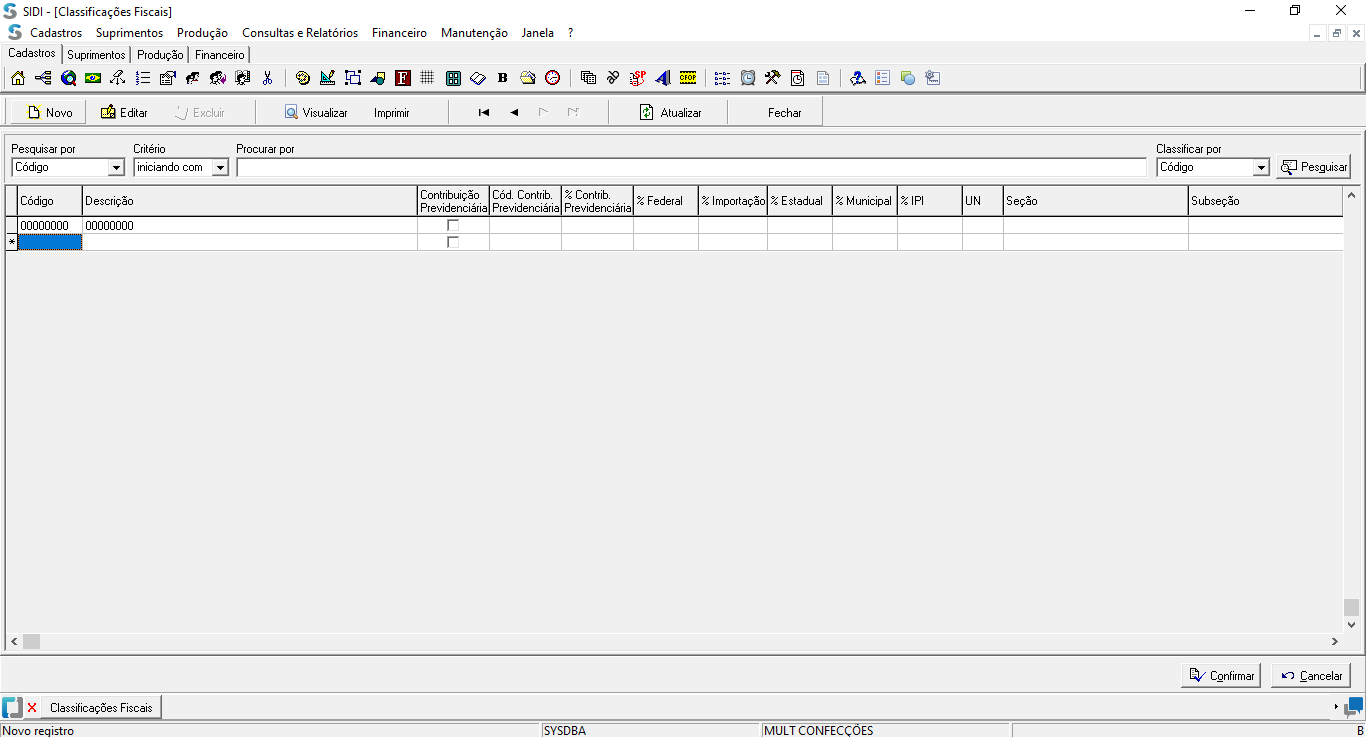 SIDI - [Classificações Fiscais]
Cadastros Suprimentos Produção Consultas e Relatórios Financeiro Manutenção Janela ?
Cadastros Suprimentos Produção Financeiro
F B SP CFOP
Novo Editar Excluir Visualizar Imprimir Atualizar Fechar
Pesquisar por Critério Procurar por Classificar por
Código iniciando com Código Pesquisar
Código Descrição Contribuição Previdenciária Cód. Contrib. Previdenciária % Contrib. Previdenciária % Federal % Importação % Estadual % Municipal % IPI UN Seção Subseção
00000000 00000000
*
Confirmar Cancelar
Classificações Fiscais
Novo registro SYSDBA MULT CONFECÇÕES B